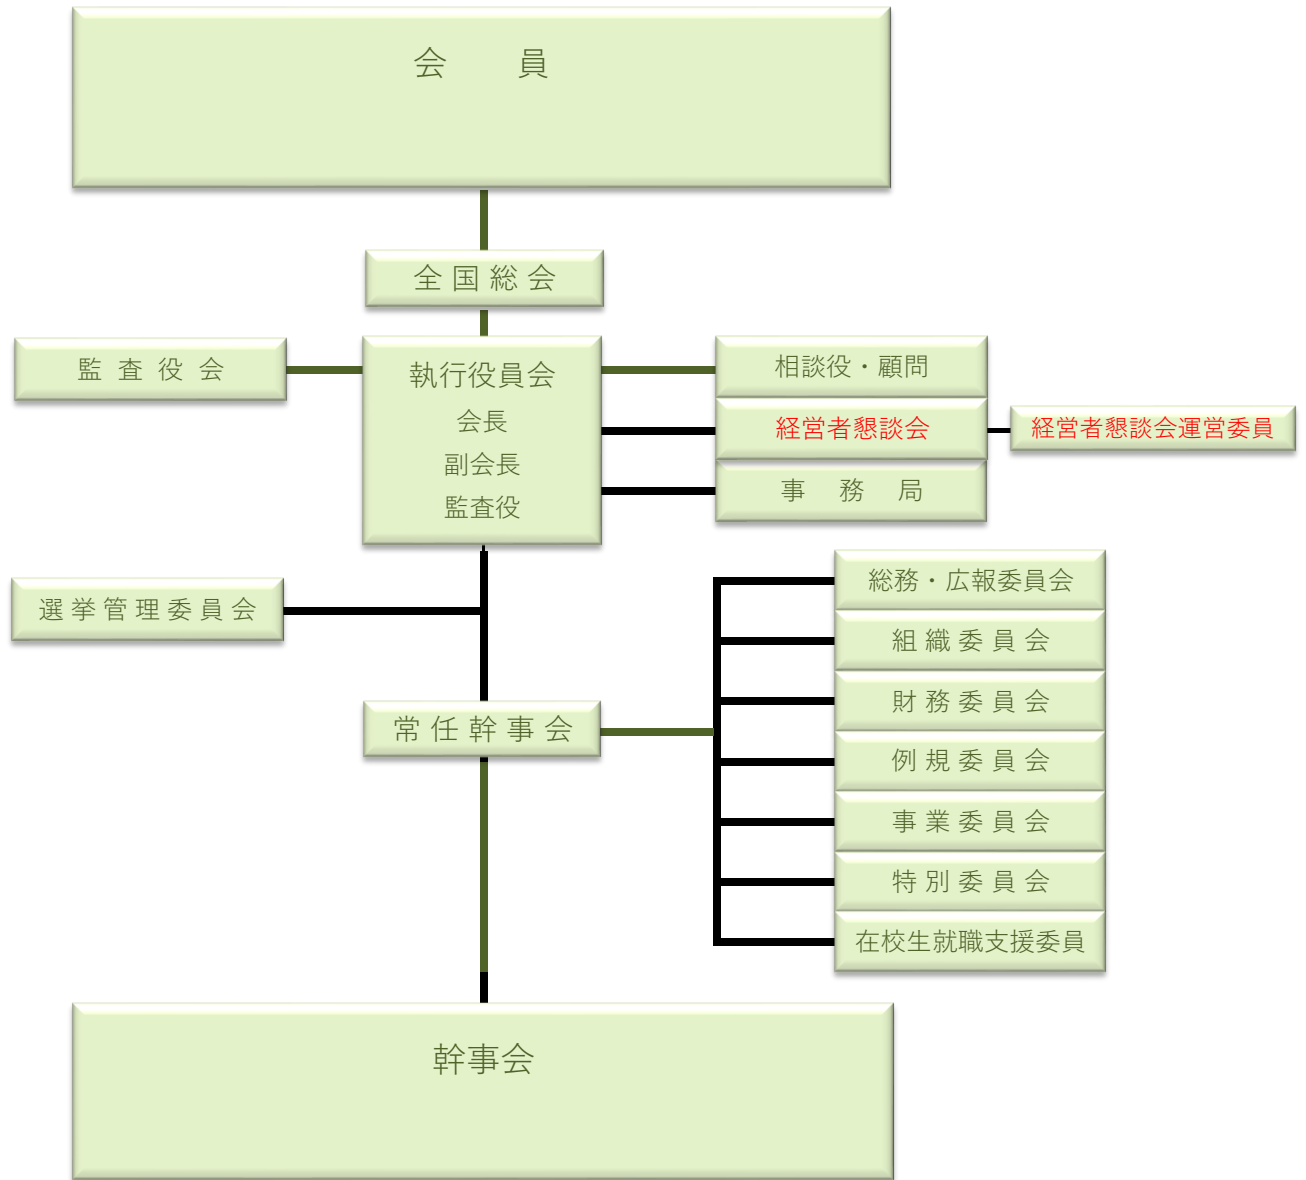 会　　員
全 国 総 会
監 査 役 会
執行役員会
会長
副会長
監査役
相談役・顧問
経営者懇談会
経営者懇談会運営委員
事　務　局
選 挙 管 理 委 員 会
常 任 幹 事 会
総務・広報委員会
組 織 委 員 会
財 務 委 員 会
例 規 委 員 会
事 業 委 員 会
特 別 委 員 会
在校生就職支援委員
幹事会